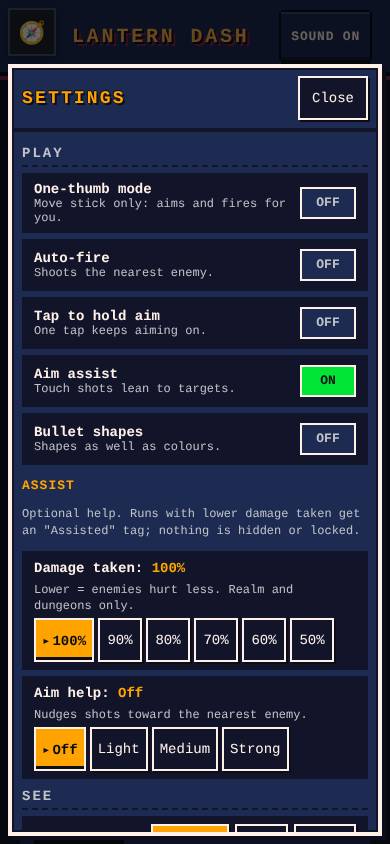 LANTERN DASH
SOUND ON
SETTINGS
Close
PLAY
One-thumb mode
Move stick only: aims and fires for
you.
OFF
Auto-fire
Shoots the nearest enemy.
OFF
Tap to hold aim
One tap keeps aiming on.
OFF
Aim assist
Touch shots lean to targets.
ON
Bullet shapes
Shapes as well as colours.
OFF
ASSIST
Optional help. Runs with lower damage taken get
an "Assisted" tag; nothing is hidden or locked.
Damage taken: 100%
Lower = enemies hurt less. Realm and
dungeons only.
▸100% 90% 80% 70% 60% 50%
Aim help: Off
Nudges shots toward the nearest enemy.
▸Off Light Medium Strong
SEE